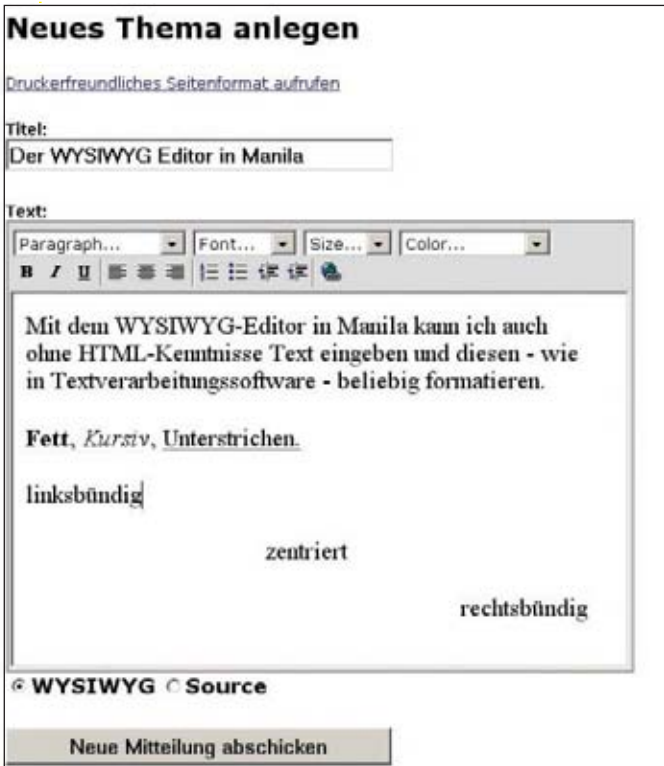 Neues Thema anlegen
Druckerfreundliches Seitenformat aufrufen
Titel:
Der WYSIWYG Editor in Manila
Text:
Paragraph... Font... Size... Color...
B I U
Mit dem WYSIWYG-Editor in Manila kann ich auch
ohne HTML-Kenntnisse Text eingeben und diesen - wie
in Textverarbeitungssoftware - beliebig formatieren.
Fett, Kursiv, Unterstrichen.
linksbündig
zentriert
rechtsbündig
WYSIWYG Source
Neue Mitteilung abschicken